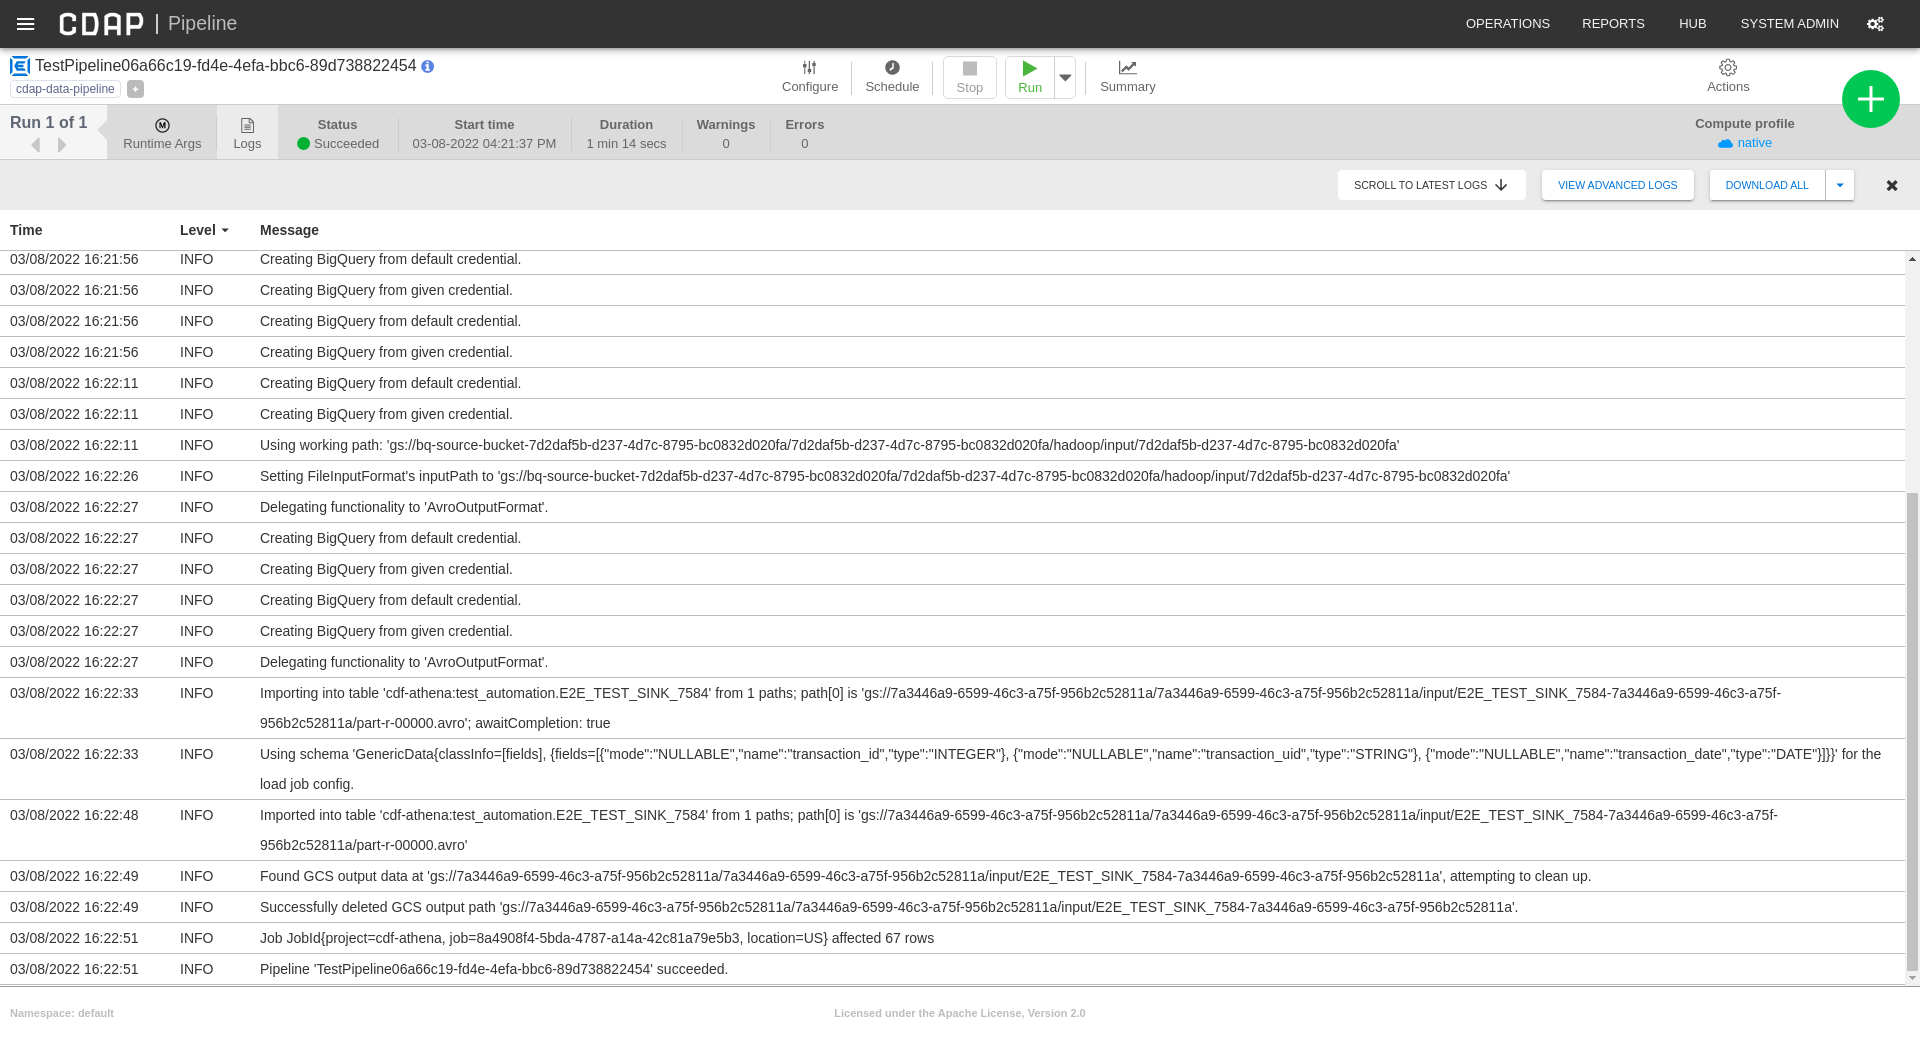 CDAP | Pipeline
OPERATIONS REPORTS HUB SYSTEM ADMIN
TestPipeline06a66c19-fd4e-4efa-bbc6-89d738822454
cdap-data-pipeline +
Configure Schedule Stop Run Summary Actions
Run 1 of 1
Runtime Args Logs
Status Start time Duration Warnings Errors Compute profile
Succeeded 03-08-2022 04:21:37 PM 1 min 14 secs 0 0 native
SCROLL TO LATEST LOGS VIEW ADVANCED LOGS DOWNLOAD ALL
Time Level Message
03/08/2022 16:21:56 INFO Creating BigQuery from default credential.
03/08/2022 16:21:56 INFO Creating BigQuery from given credential.
03/08/2022 16:21:56 INFO Creating BigQuery from default credential.
03/08/2022 16:21:56 INFO Creating BigQuery from given credential.
03/08/2022 16:22:11 INFO Creating BigQuery from default credential.
03/08/2022 16:22:11 INFO Creating BigQuery from given credential.
03/08/2022 16:22:11 INFO Using working path: 'gs://bq-source-bucket-7d2daf5b-d237-4d7c-8795-bc0832d020fa/7d2daf5b-d237-4d7c-8795-bc0832d020fa/hadoop/input/7d2daf5b-d237-4d7c-8795-bc0832d020fa'
03/08/2022 16:22:26 INFO Setting FileInputFormat's inputPath to 'gs://bq-source-bucket-7d2daf5b-d237-4d7c-8795-bc0832d020fa/7d2daf5b-d237-4d7c-8795-bc0832d020fa/hadoop/input/7d2daf5b-d237-4d7c-8795-bc0832d020fa'
03/08/2022 16:22:27 INFO Delegating functionality to 'AvroOutputFormat'.
03/08/2022 16:22:27 INFO Creating BigQuery from default credential.
03/08/2022 16:22:27 INFO Creating BigQuery from given credential.
03/08/2022 16:22:27 INFO Creating BigQuery from default credential.
03/08/2022 16:22:27 INFO Creating BigQuery from given credential.
03/08/2022 16:22:27 INFO Delegating functionality to 'AvroOutputFormat'.
03/08/2022 16:22:33 INFO Importing into table 'cdf-athena:test_automation.E2E_TEST_SINK_7584' from 1 paths; path[0] is 'gs://7a3446a9-6599-46c3-a75f-956b2c52811a/7a3446a9-6599-46c3-a75f-956b2c52811a/input/E2E_TEST_SINK_7584-7a3446a9-6599-46c3-a75f-
956b2c52811a/part-r-00000.avro'; awaitCompletion: true
03/08/2022 16:22:33 INFO Using schema 'GenericData{classInfo=[fields], {fields=[{"mode":"NULLABLE","name":"transaction_id","type":"INTEGER"}, {"mode":"NULLABLE","name":"transaction_uid","type":"STRING"}, {"mode":"NULLABLE","name":"transaction_date","type":"DATE"}]}}' for the
load job config.
03/08/2022 16:22:48 INFO Imported into table 'cdf-athena:test_automation.E2E_TEST_SINK_7584' from 1 paths; path[0] is 'gs://7a3446a9-6599-46c3-a75f-956b2c52811a/7a3446a9-6599-46c3-a75f-956b2c52811a/input/E2E_TEST_SINK_7584-7a3446a9-6599-46c3-a75f-
956b2c52811a/part-r-00000.avro'
03/08/2022 16:22:49 INFO Found GCS output data at 'gs://7a3446a9-6599-46c3-a75f-956b2c52811a/7a3446a9-6599-46c3-a75f-956b2c52811a/input/E2E_TEST_SINK_7584-7a3446a9-6599-46c3-a75f-956b2c52811a', attempting to clean up.
03/08/2022 16:22:49 INFO Successfully deleted GCS output path 'gs://7a3446a9-6599-46c3-a75f-956b2c52811a/7a3446a9-6599-46c3-a75f-956b2c52811a/input/E2E_TEST_SINK_7584-7a3446a9-6599-46c3-a75f-956b2c52811a'.
03/08/2022 16:22:51 INFO Job JobId{project=cdf-athena, job=8a4908f4-5bda-4787-a14a-42c81a79e5b3, location=US} affected 67 rows
03/08/2022 16:22:51 INFO Pipeline 'TestPipeline06a66c19-fd4e-4efa-bbc6-89d738822454' succeeded.
Namespace: default Licensed under the Apache License, Version 2.0